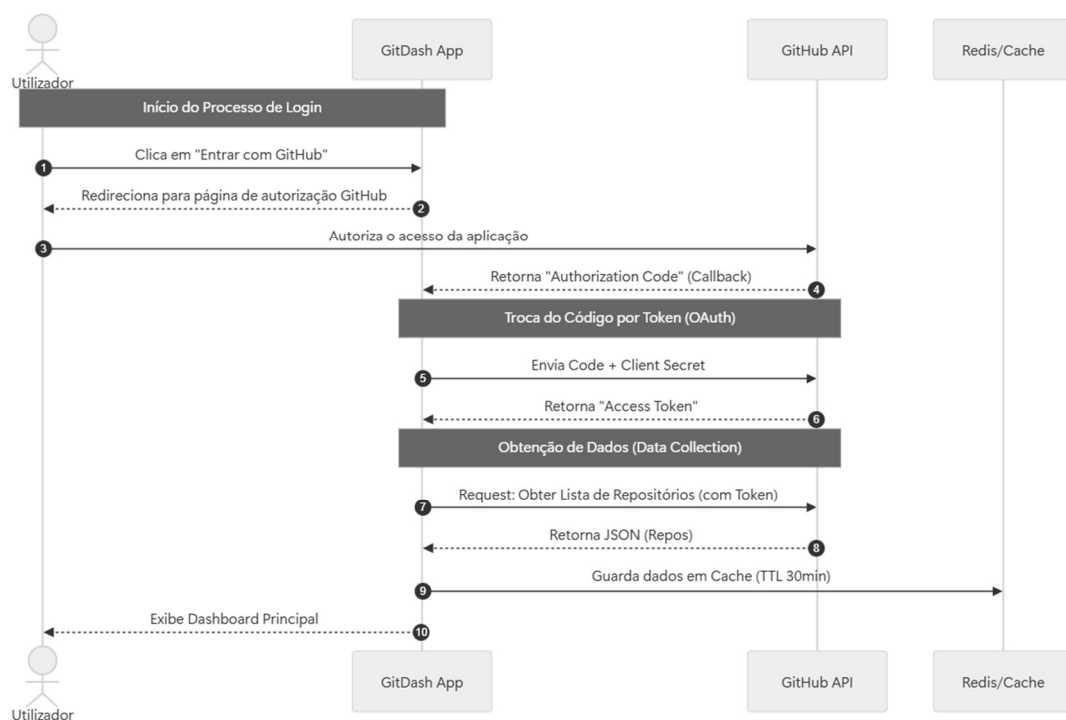 GitDash App
GitHub API
Redis/Cache
Utilizador
Início do Processo de Login
Clica em "Entrar com GitHub"
1
Redireciona para página de autorização GitHub
2
Autoriza o acesso da aplicação
3
Retorna "Authorization Code" (Callback)
4
Troca do Código por Token (OAuth)
Envia Code + Client Secret
5
Retorna "Access Token"
6
Obtenção de Dados (Data Collection)
Request: Obter Lista de Repositórios (com Token)
7
Retorna JSON (Repos)
8
Guarda dados em Cache (TTL 30min)
9
Exibe Dashboard Principal
10
GitDash App
GitHub API
Redis/Cache
Utilizador